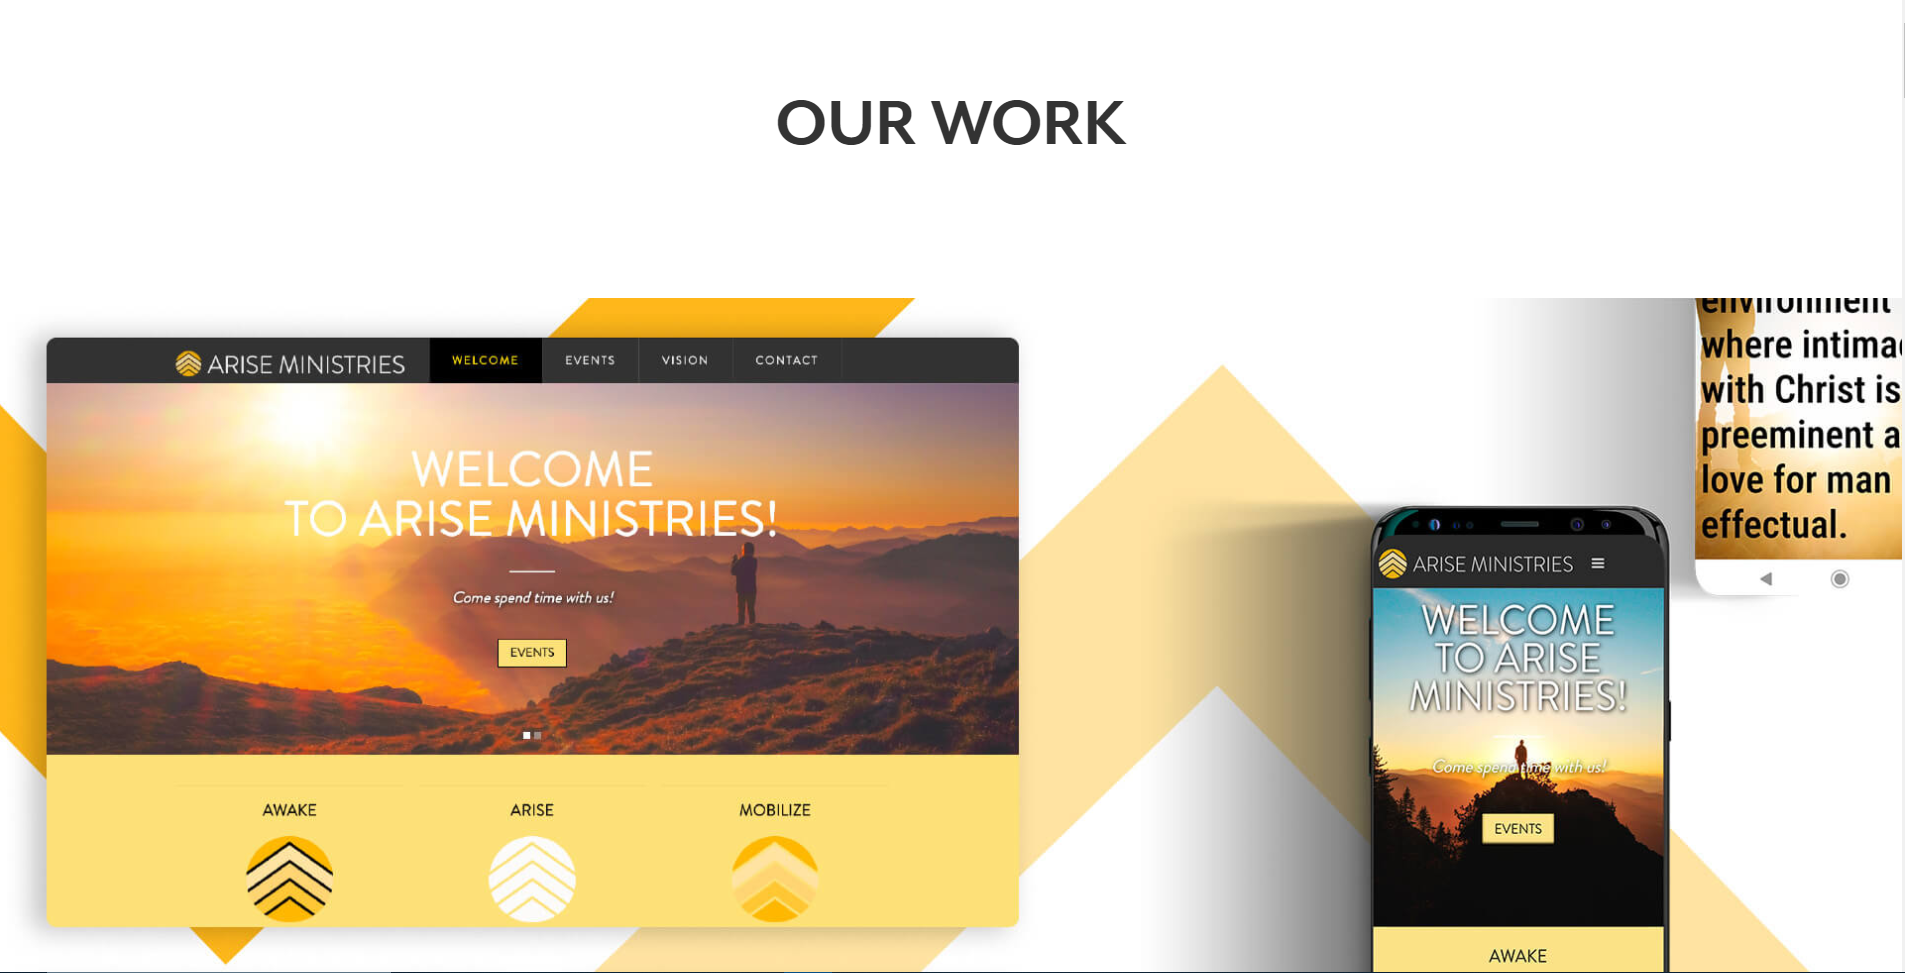 OUR WORK
ARISE MINISTRIES
WELCOME
EVENTS
VISION
CONTACT
WELCOME
TO ARISE MINISTRIES!
Come spend time with us!
EVENTS
AWAKE
ARISE
MOBILIZE
environment
where intima
with Christ is
preeminent a
love for man
effectual.
ARISE MINISTRIES
WELCOME
TO ARISE
MINISTRIES!
Come spend time with us!
EVENTS
AWAKE